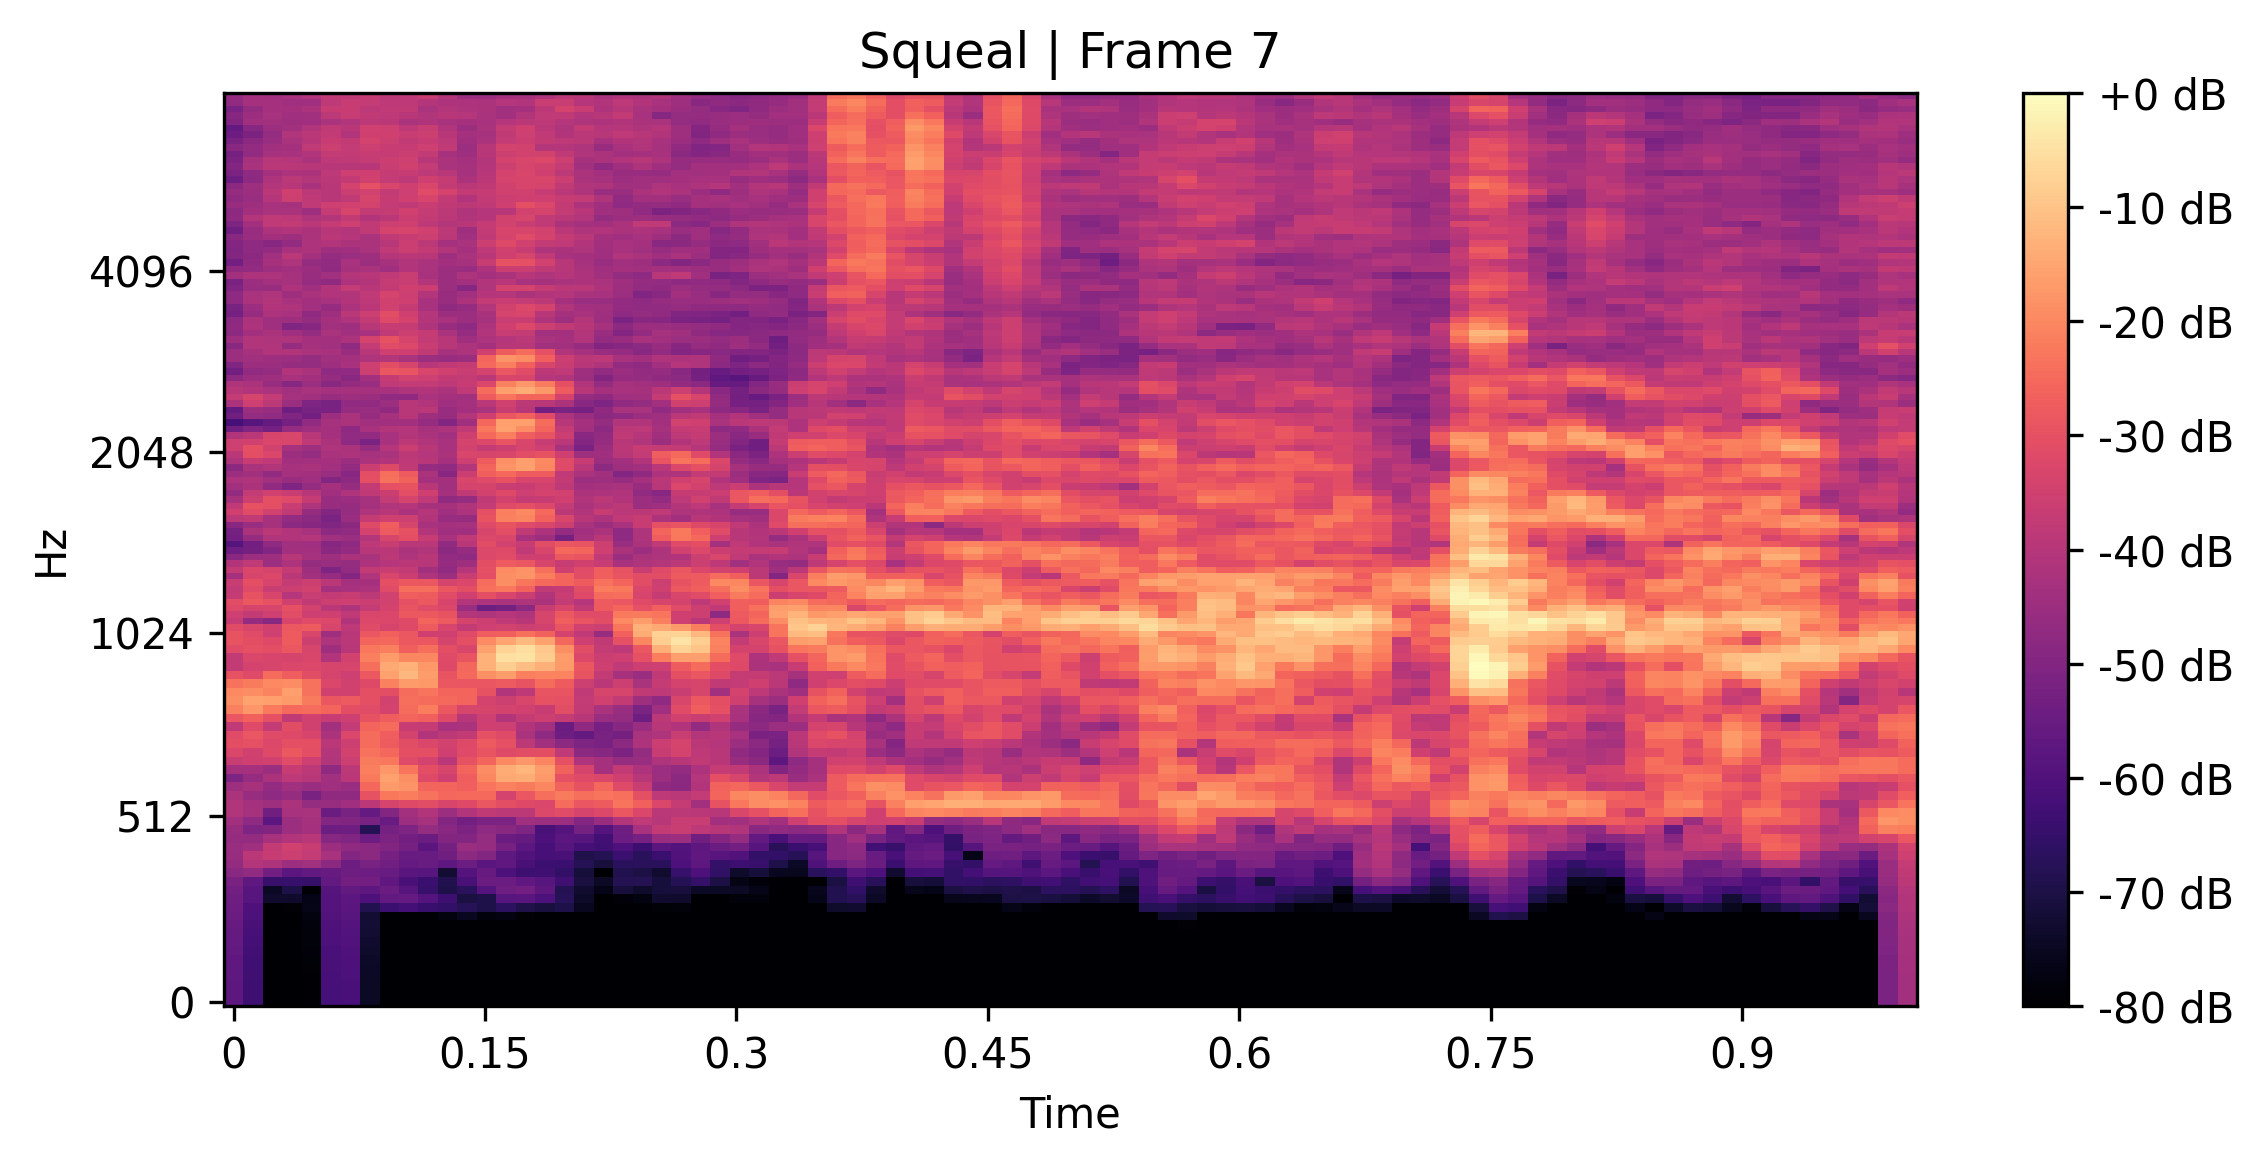 Squeal | Frame 7
Hz
4096
2048
1024
512
0
0 0.15 0.3 0.45 0.6 0.75 0.9
Time
+0 dB
-10 dB
-20 dB
-30 dB
-40 dB
-50 dB
-60 dB
-70 dB
-80 dB